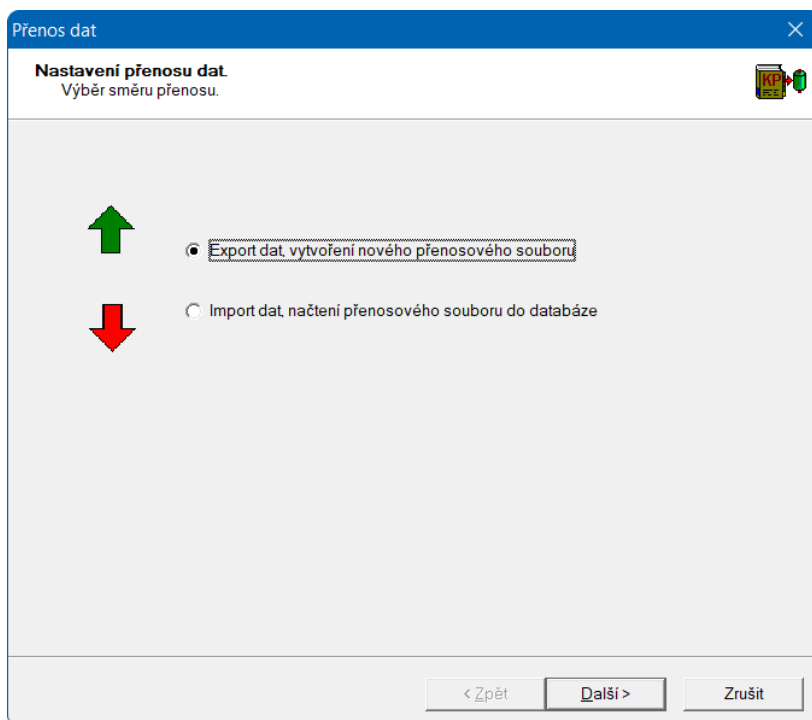 Přenos dat
Nastavení přenosu dat.
Výběr směru přenosu.
KP
Export dat, vytvoření nového přenosového souboru
Import dat, načtení přenosového souboru do databáze
< Zpět
Další >
Zrušit